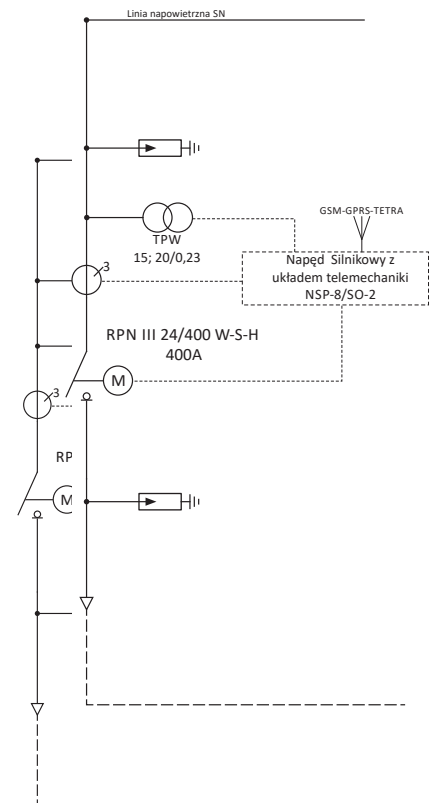 Linia napowietrzna SN
GSM-GPRS-TETRA
TPW
15; 20/0,23
Napęd Silnikowy z
układem telemechaniki
NSP-8/SO-2
3
RPN III 24/400 W-S-H
400A
M
3
RP
M